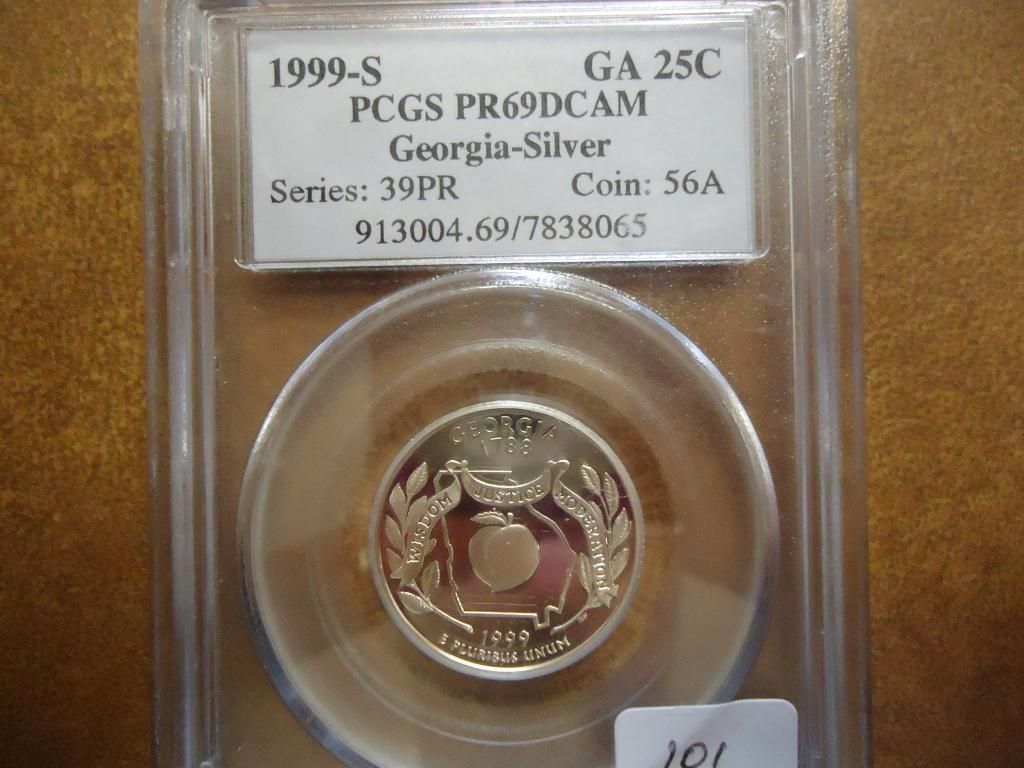 1999-S GA 25C
PCGS PR69DCAM
Georgia-Silver
Series: 39PR Coin: 56A
913004.69/7838065
GEORGIA
1788
WISDOM JUSTICE MODERATION
1999
E PLURIBUS UNUM
101